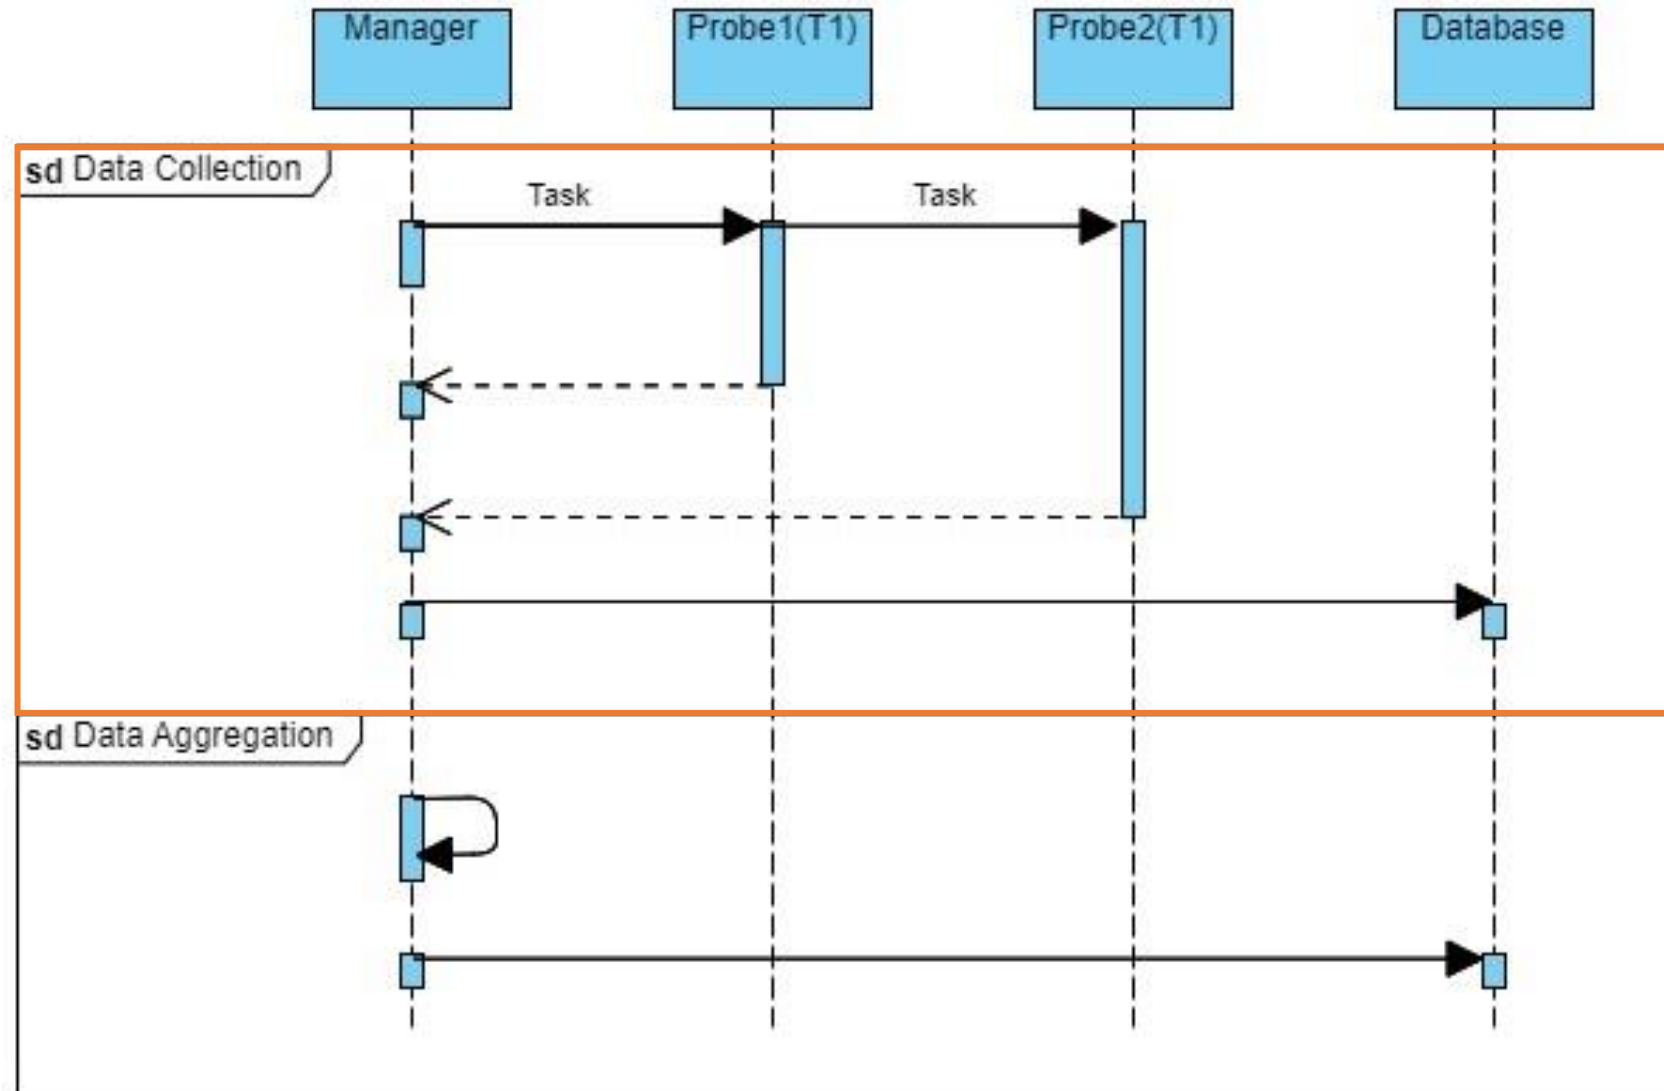 Manager
Probe1(T1)
Probe2(T1)
Database
sd Data Collection
Task
Task
sd Data Aggregation